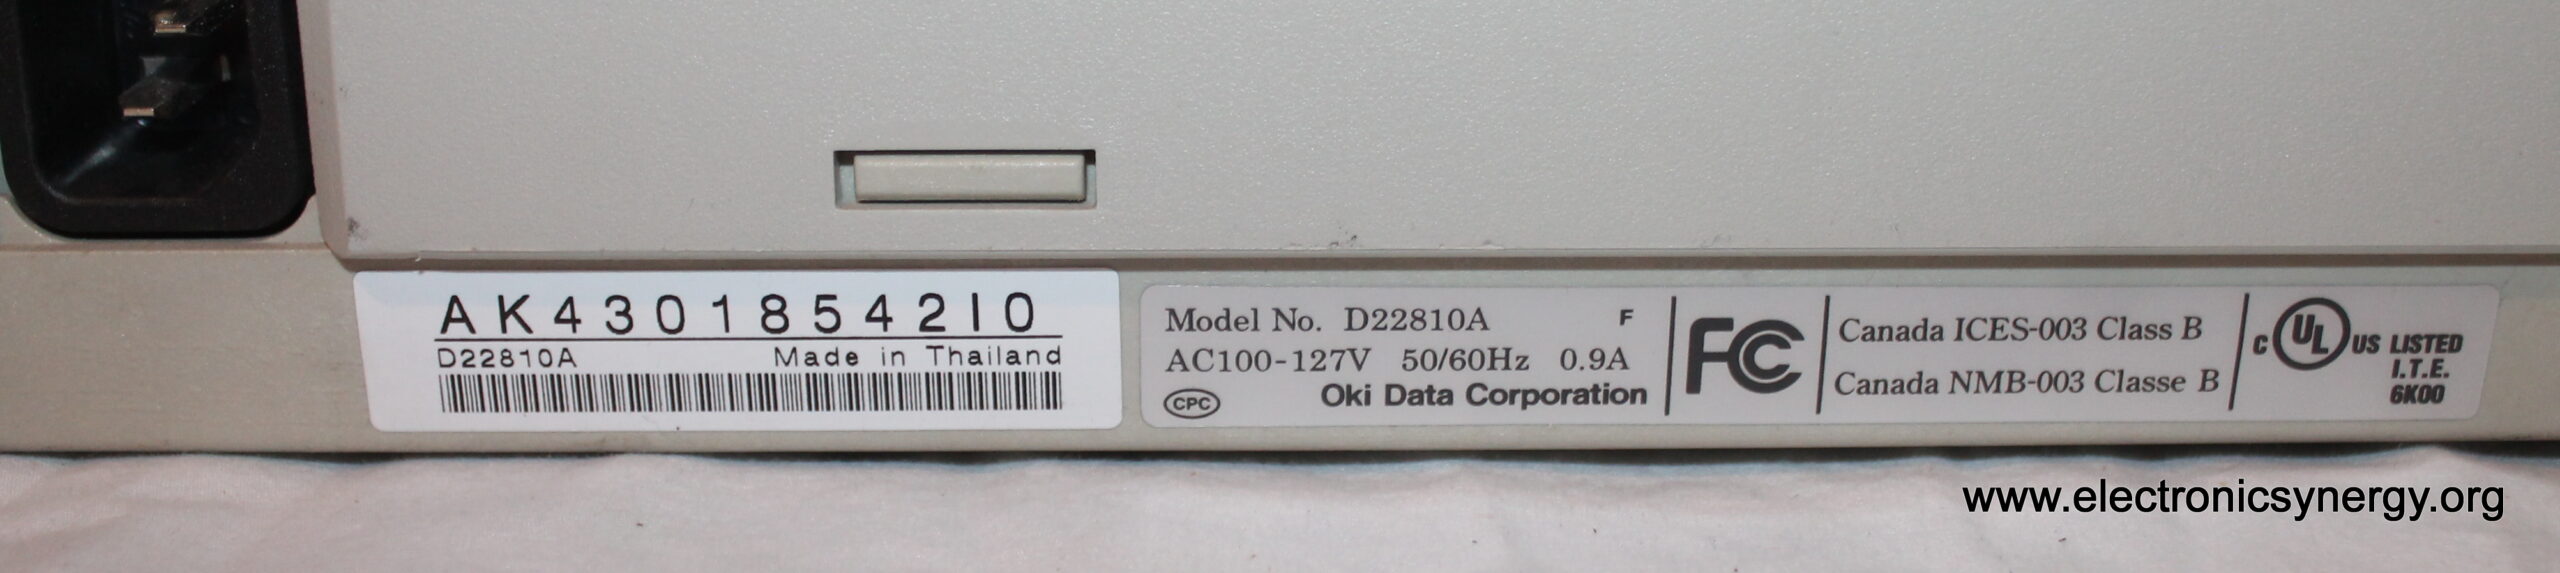 AK43018542I0
D22810A Made in Thailand
Model No. D22810A F
AC100-127V 50/60Hz 0.9A
CPC Oki Data Corporation
FC
Canada ICES-003 Class B
Canada NMB-003 Classe B
C UL US LISTED
I.T.E.
6K00
www.electronicsynergy.org